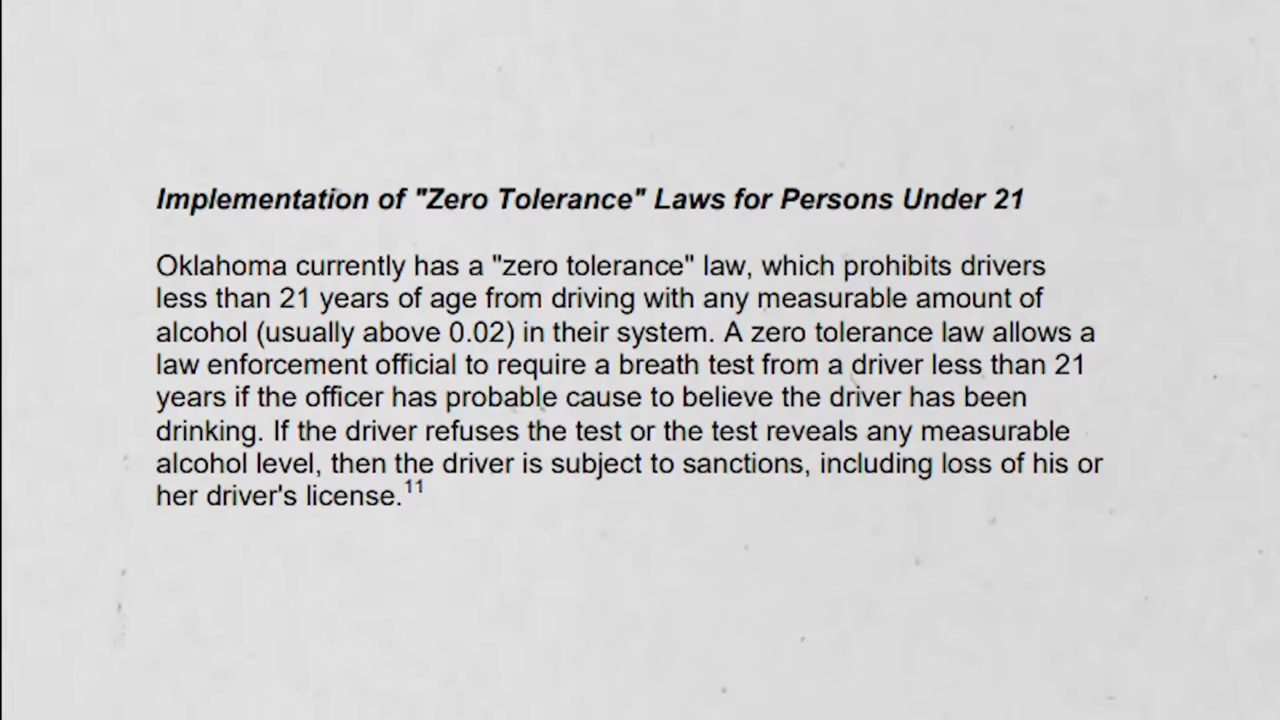 Implementation of "Zero Tolerance" Laws for Persons Under 21
Oklahoma currently has a "zero tolerance" law, which prohibits drivers
less than 21 years of age from driving with any measurable amount of
alcohol (usually above 0.02) in their system. A zero tolerance law allows a
law enforcement official to require a breath test from a driver less than 21
years if the officer has probable cause to believe the driver has been
drinking. If the driver refuses the test or the test reveals any measurable
alcohol level, then the driver is subject to sanctions, including loss of his or
her driver's license.11